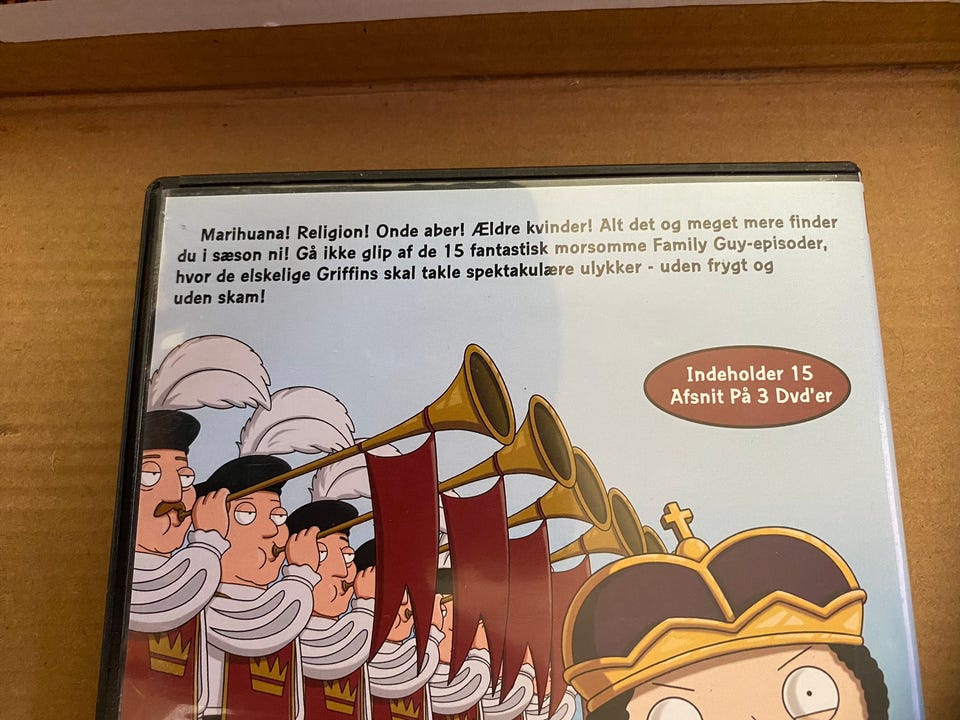 Marihuana! Religion! Onde aber! Ældre kvinder! Alt det og meget mere finder
du i sæson ni! Gå ikke glip af de 15 fantastisk morsomme Family Guy-episoder,
hvor de elskelige Griffins skal takle spektakulære ulykker - uden frygt og
uden skam!
Indeholder 15
Afsnit På 3 Dvd'er